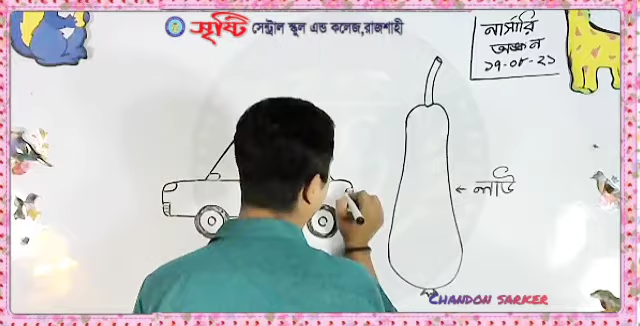 সৃষ্টি সেন্ট্রাল স্কুল এন্ড কলেজ,রাজশাহী
নার্সারি
অঙ্কন
১৭-০৮-২১
← লাউ
CHANDON SARKER